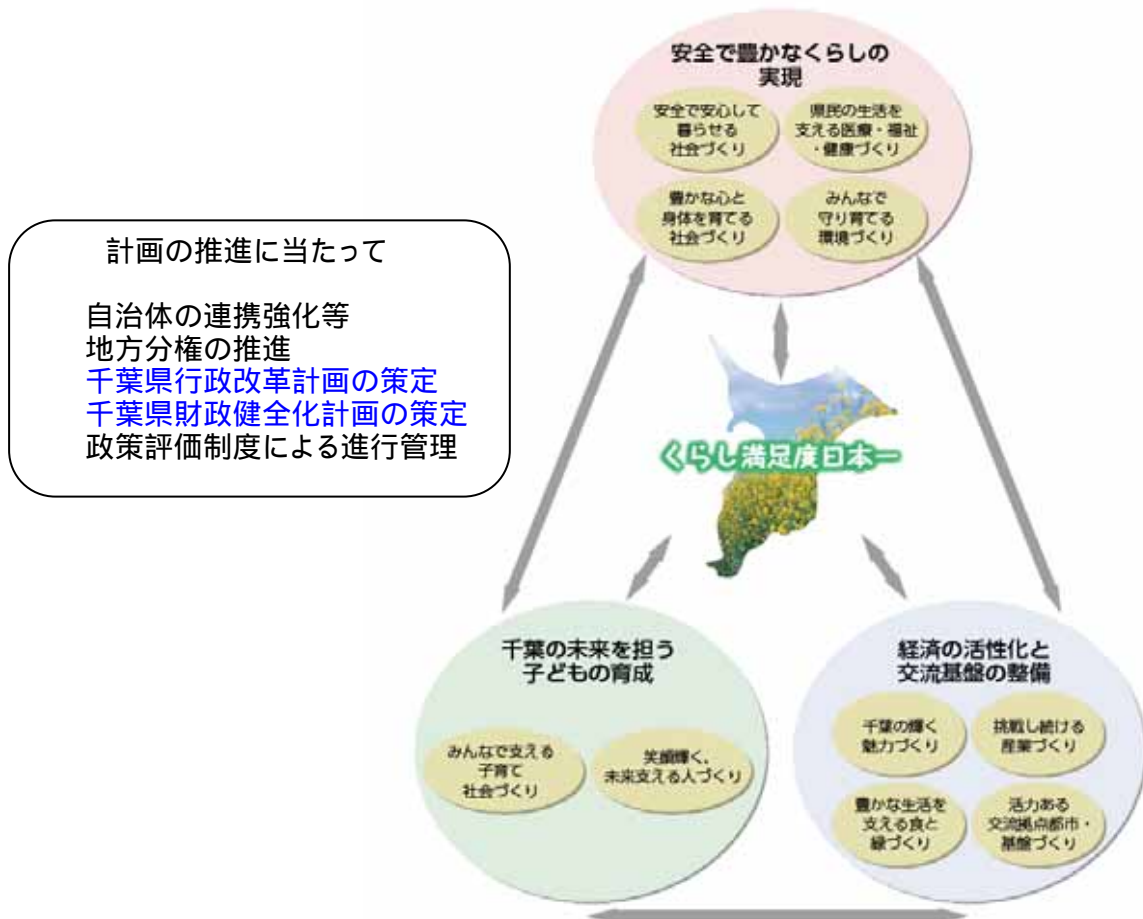 安全で豊かなくらしの
実現
安全で安心して
暮らせる
社会づくり
県民の生活を
支える医療・福祉
・健康づくり
豊かな心と
身体を育てる
社会づくり
みんなで
守り育てる
環境づくり
計画の推進に当たって
自治体の連携強化等
地方分権の推進
千葉県行政改革計画の策定
千葉県財政健全化計画の策定
政策評価制度による進行管理
くらし満足度日本一
千葉の未来を担う
子どもの育成
みんなで支える
子育て
社会づくり
笑顔輝く、
未来支える人づくり
経済の活性化と
交流基盤の整備
千葉の輝く
魅力づくり
挑戦し続ける
産業づくり
豊かな生活を
支える食と
緑づくり
活力ある
交流拠点都市・
基盤づくり